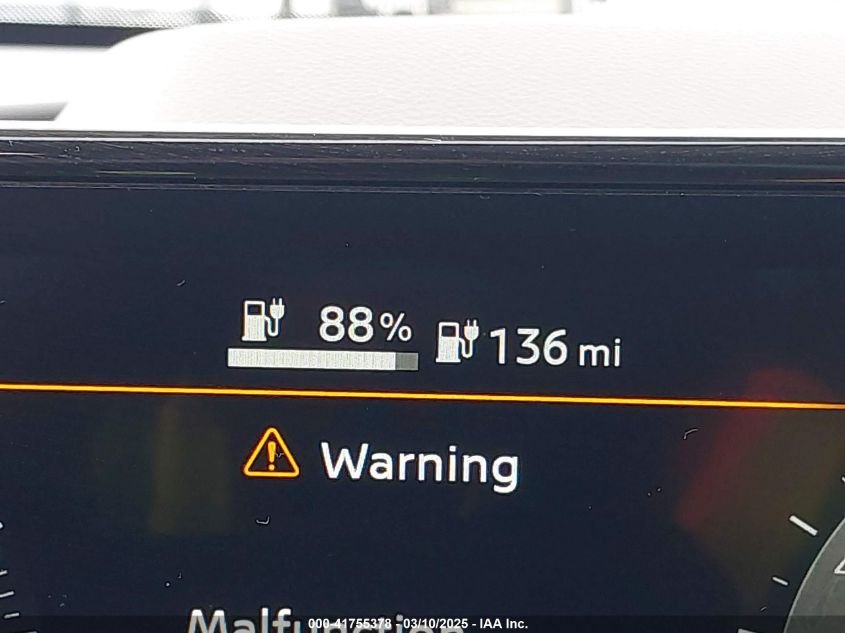 88% 136 mi
Warning
Malfunction
000-41755378 - 03/10/2025 - IAA Inc.